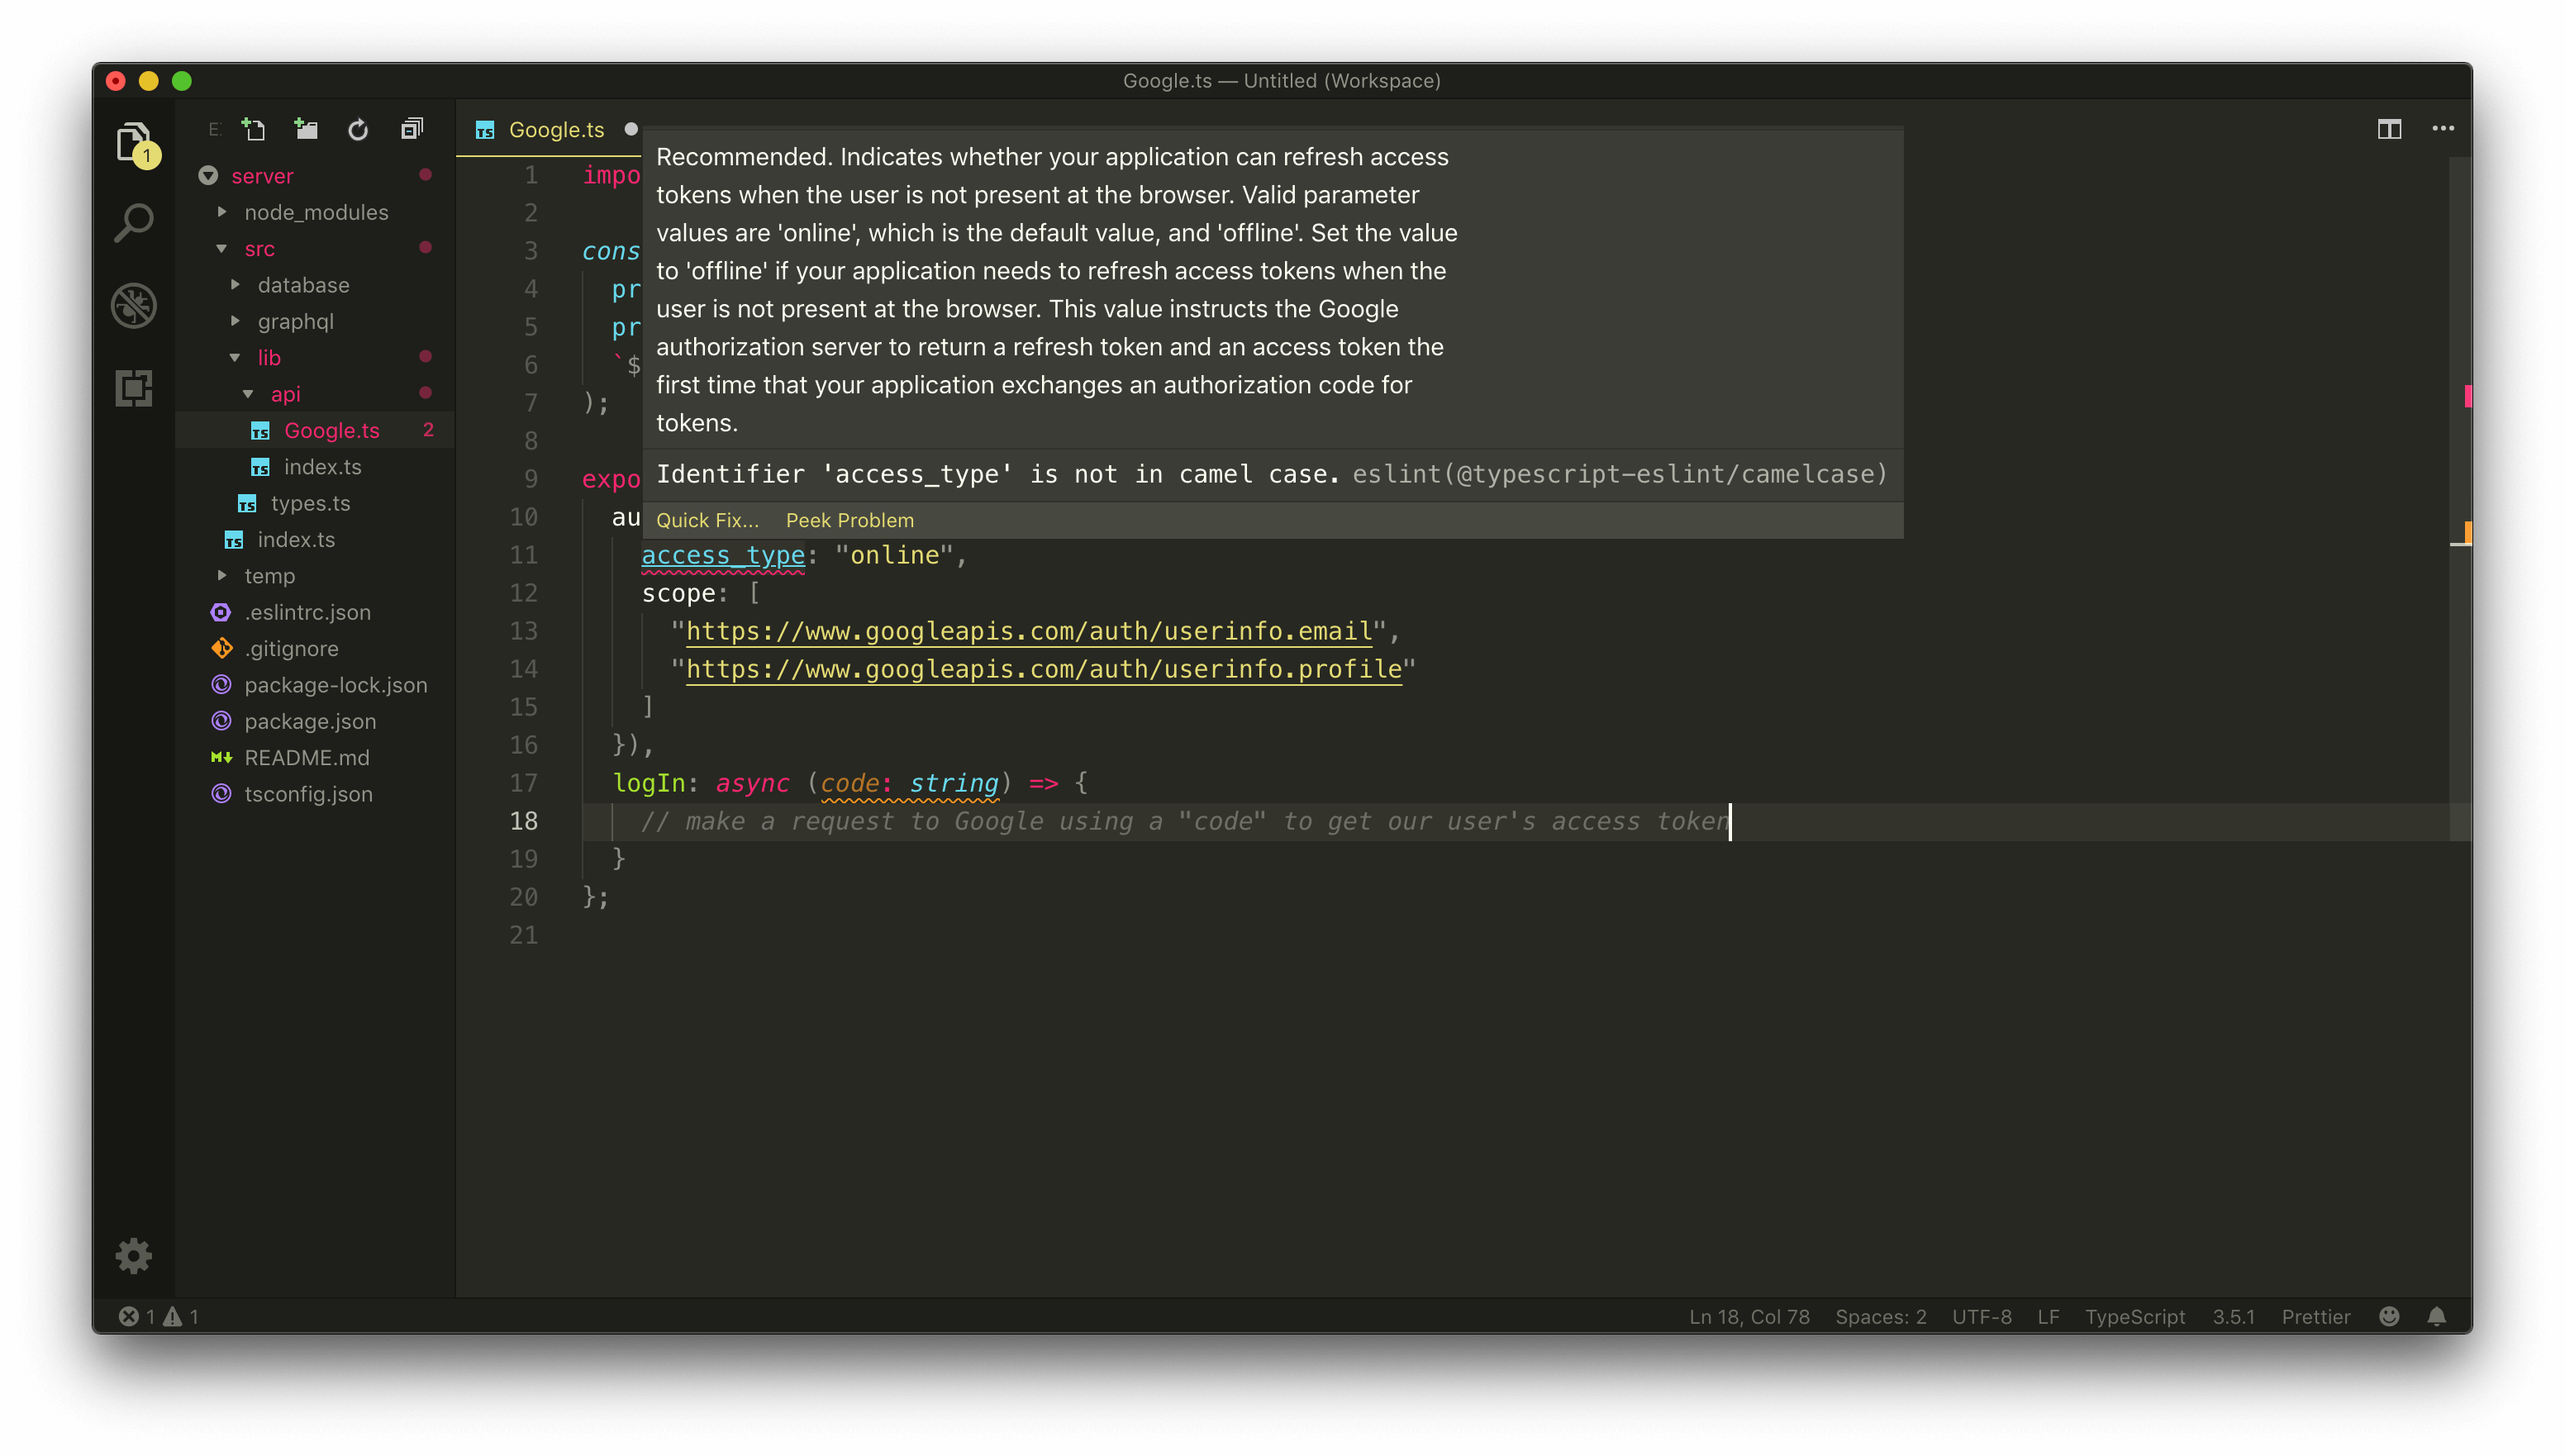 Google.ts — Untitled (Workspace)
E
1
server
node_modules
src
database
graphql
lib
api
Google.ts 2
index.ts
types.ts
index.ts
temp
.eslintrc.json
.gitignore
package-lock.json
package.json
README.md
tsconfig.json
Google.ts
Recommended. Indicates whether your application can refresh access
tokens when the user is not present at the browser. Valid parameter
values are 'online', which is the default value, and 'offline'. Set the value
to 'offline' if your application needs to refresh access tokens when the
user is not present at the browser. This value instructs the Google
authorization server to return a refresh token and an access token the
first time that your application exchanges an authorization code for
tokens.
Identifier 'access_type' is not in camel case. eslint(@typescript-eslint/camelcase)
Quick Fix... Peek Problem
1 impo
2
3 cons
4 pr
5 pr
6 `$
7 );
8
9 expo
10 au
11 access_type: "online",
12 scope: [
13 "https://www.googleapis.com/auth/userinfo.email",
14 "https://www.googleapis.com/auth/userinfo.profile"
15 ]
16 }),
17 logIn: async (code: string) => {
18 // make a request to Google using a "code" to get our user's access token
19 }
20 };
21
1 1
Ln 18, Col 78 Spaces: 2 UTF-8 LF TypeScript 3.5.1 Prettier